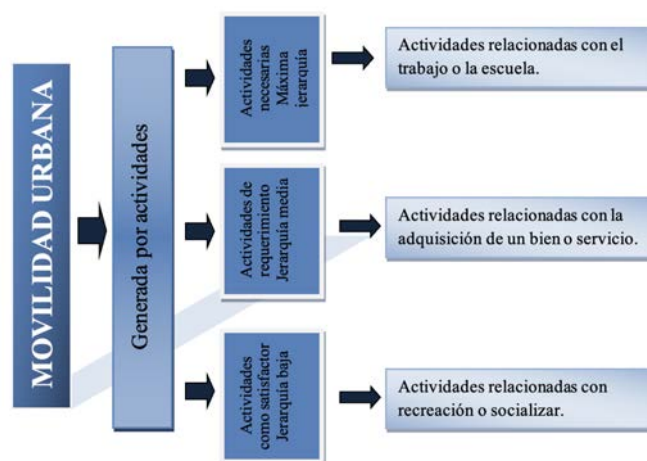 MOVILIDAD URBANA
Generada por actividades
Actividades
necesarias
Máxima
jerarquía
Actividades relacionadas con el
trabajo o la escuela.
Actividades de
requerimiento
Jerarquía media
Actividades relacionadas con la
adquisición de un bien o servicio.
Actividades
como satisfactor
Jerarquía baja
Actividades relacionadas con
recreación o socializar.